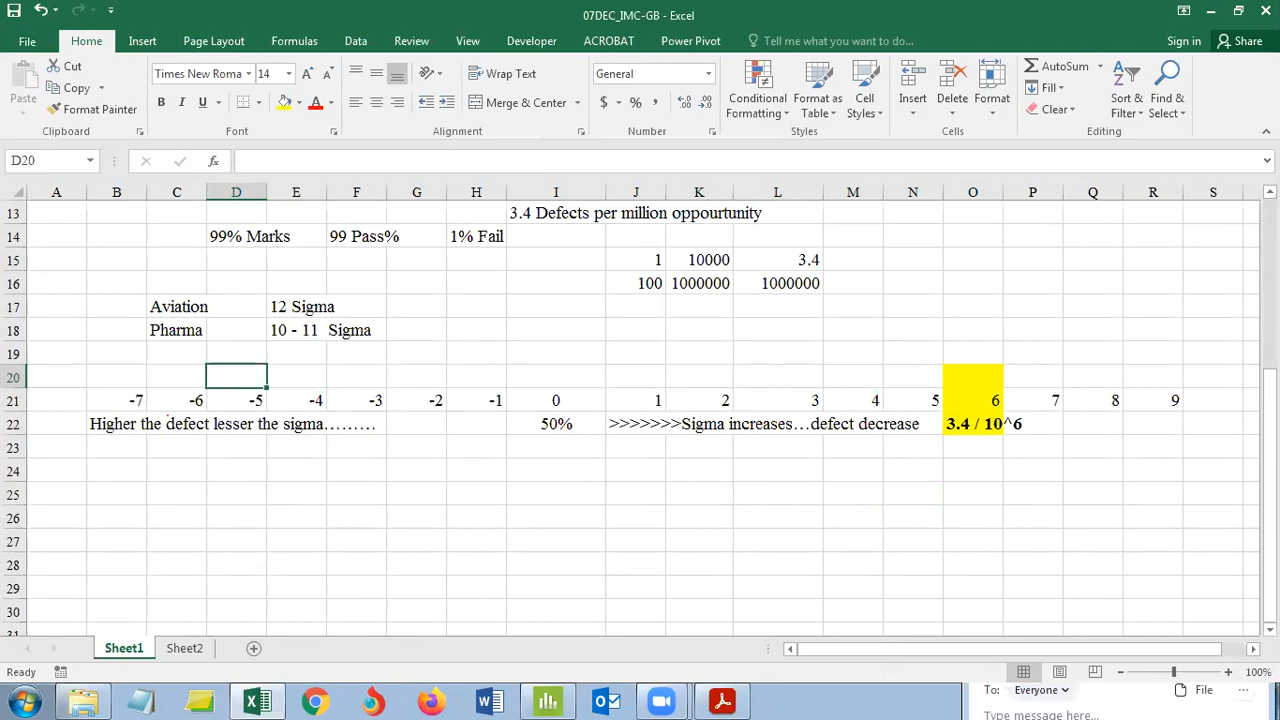 07DEC_IMC-GB - Excel
File Home Insert Page Layout Formulas Data Review View Developer ACROBAT Power Pivot Tell me what you want to do... Sign in Share
Cut
Copy
Format Painter
Paste
Times New Roma 14
B I U
Wrap Text
Merge & Center
General
$ % ,
Conditional Formatting
Format as Table
Cell Styles
Insert
Delete
Format
AutoSum
Fill
Clear
Sort & Filter
Find & Select
Clipboard Font Alignment Number Styles Cells Editing
D20 fx
A B C D E F G H I J K L M N O P Q R S
13 3.4 Defects per million oppourtunity
14 99% Marks 99 Pass% 1% Fail
15 1 10000 3.4
16 100 1000000 1000000
17 Aviation 12 Sigma
18 Pharma 10 - 11 Sigma
19
20
21 -7 -6 -5 -4 -3 -2 -1 0 1 2 3 4 5 6 7 8 9
22 Higher the defect lesser the sigma……… 50% >>>>>>>Sigma increases…defect decrease 3.4 / 10^6
23
24
25
26
27
28
29
30
31
Sheet1 Sheet2
Ready 100%
To: Everyone File ...
Type message here...